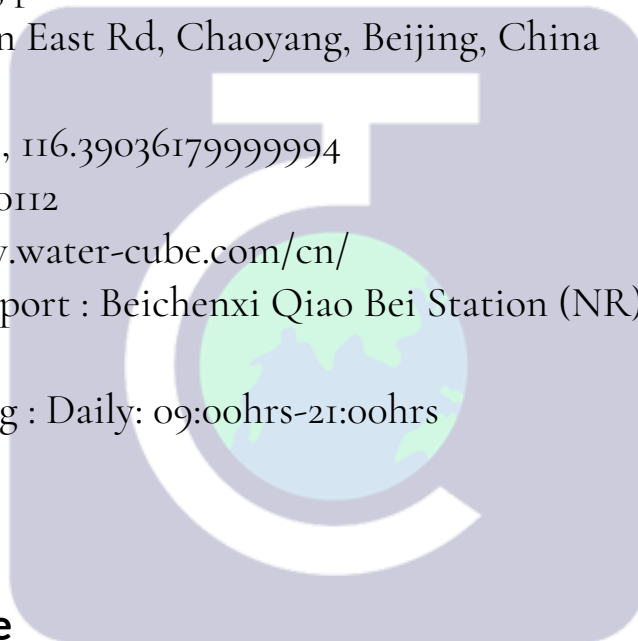 n East Rd, Chaoyang, Beijing, China
, 116.39036179999994
0112
.water-cube.com/cn/
port : Beichenxi Qiao Bei Station (NR)
g : Daily: 09:00hrs-21:00hrs
e